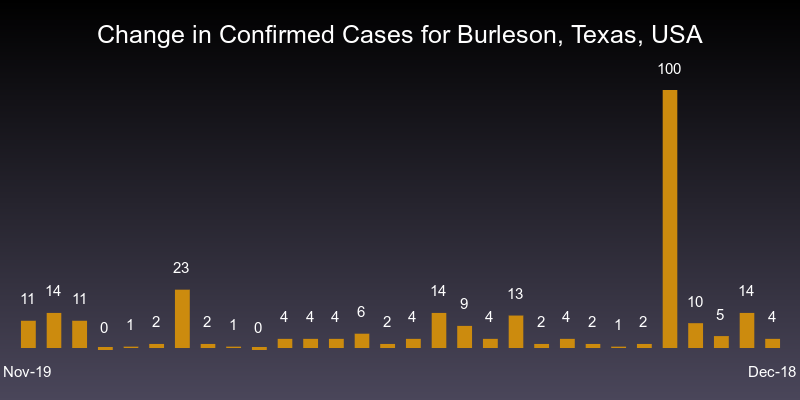 Change in Confirmed Cases for Burleson, Texas, USA
11 14 11 0 1 2 23 2 1 0 4 4 4 6 2 4 14 9 4 13 2 4 2 1 2 100 10 5 14 4
Nov-19 Dec-18